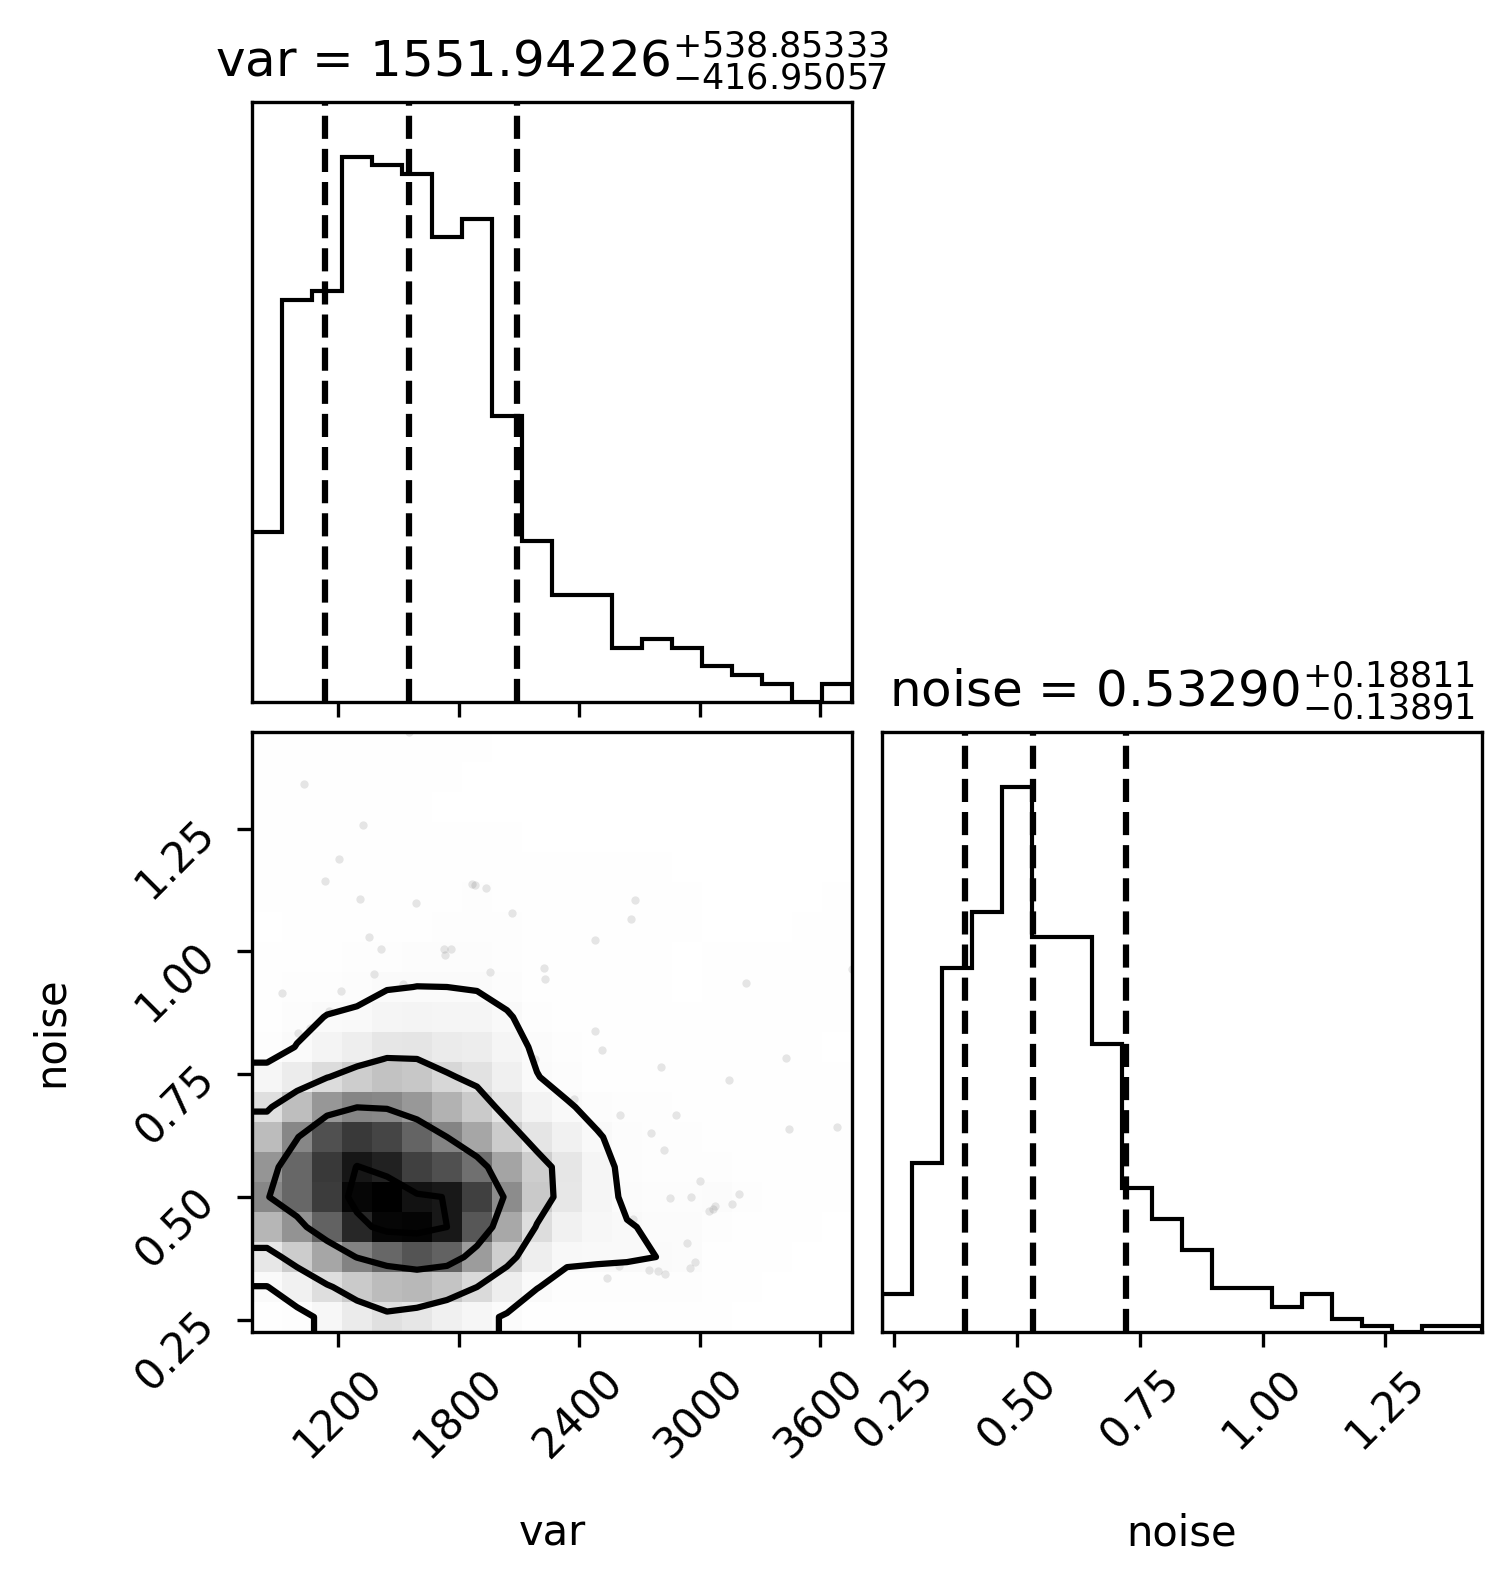 var = 1551.94226+538.85333−416.95057
noise = 0.53290+0.18811−0.13891
noise
1.25
1.00
0.75
0.50
0.25
1200 1800 2400 3000 3600
0.25 0.50 0.75 1.00 1.25
var
noise